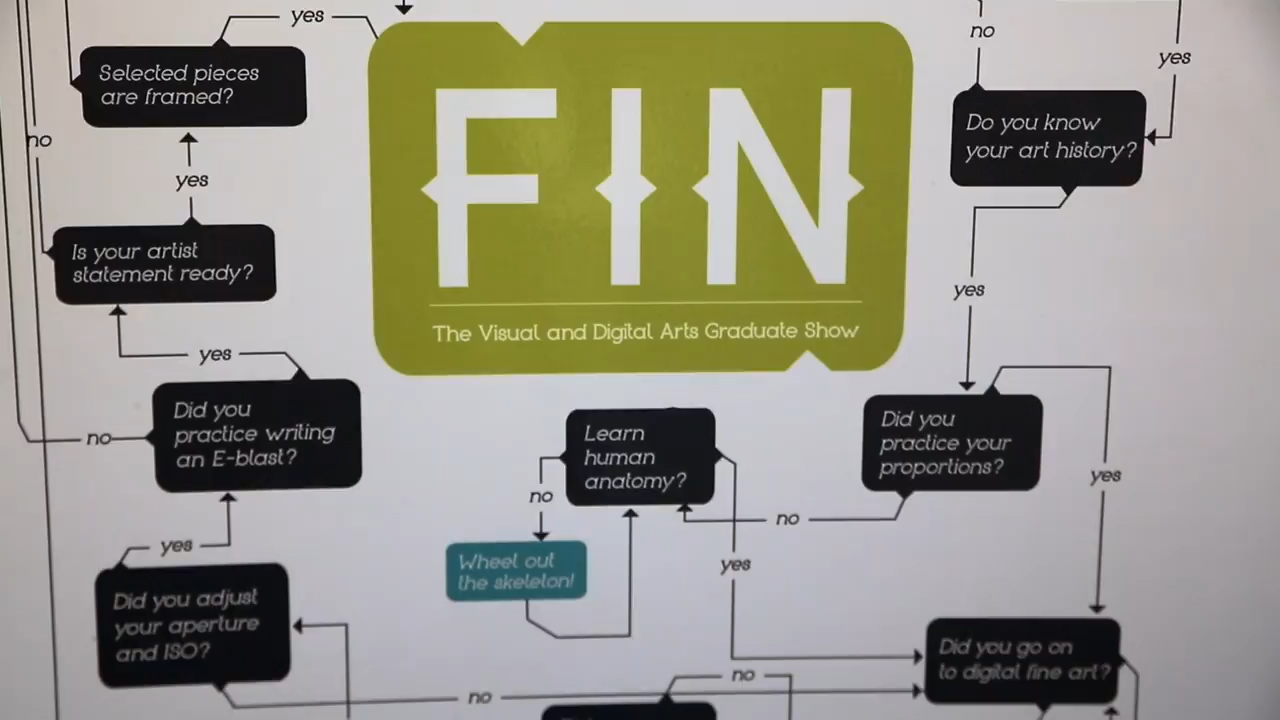 yes
no
Selected pieces
are framed?
yes
FIN
The Visual and Digital Arts Graduate Show
Do you know
your art history?
no
yes
Is your artist
statement ready?
yes
yes
Did you
practice writing
an E-blast?
no
Learn
human
anatomy?
Did you
practice your
proportions?
yes
no
no
yes
Wheel out
the skeleton!
yes
Did you adjust
your aperture
and ISO?
Did you go on
to digital fine art?
no
no